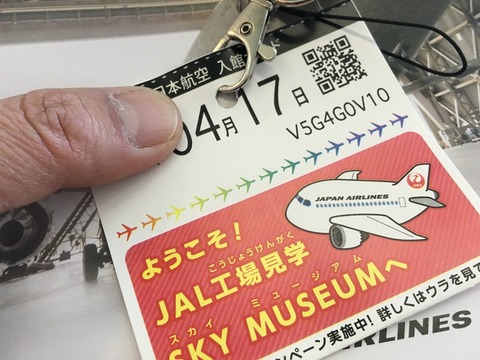 日本航空 入館
04月17日
V5G4G0V10
JAPAN AIRLINES
ようこそ!
こうじょうけんがく
JAL工場見学
スカイ ミュージアム
SKY MUSEUMへ
ンペーン実施中! 詳しくはウラを見て
RLINES